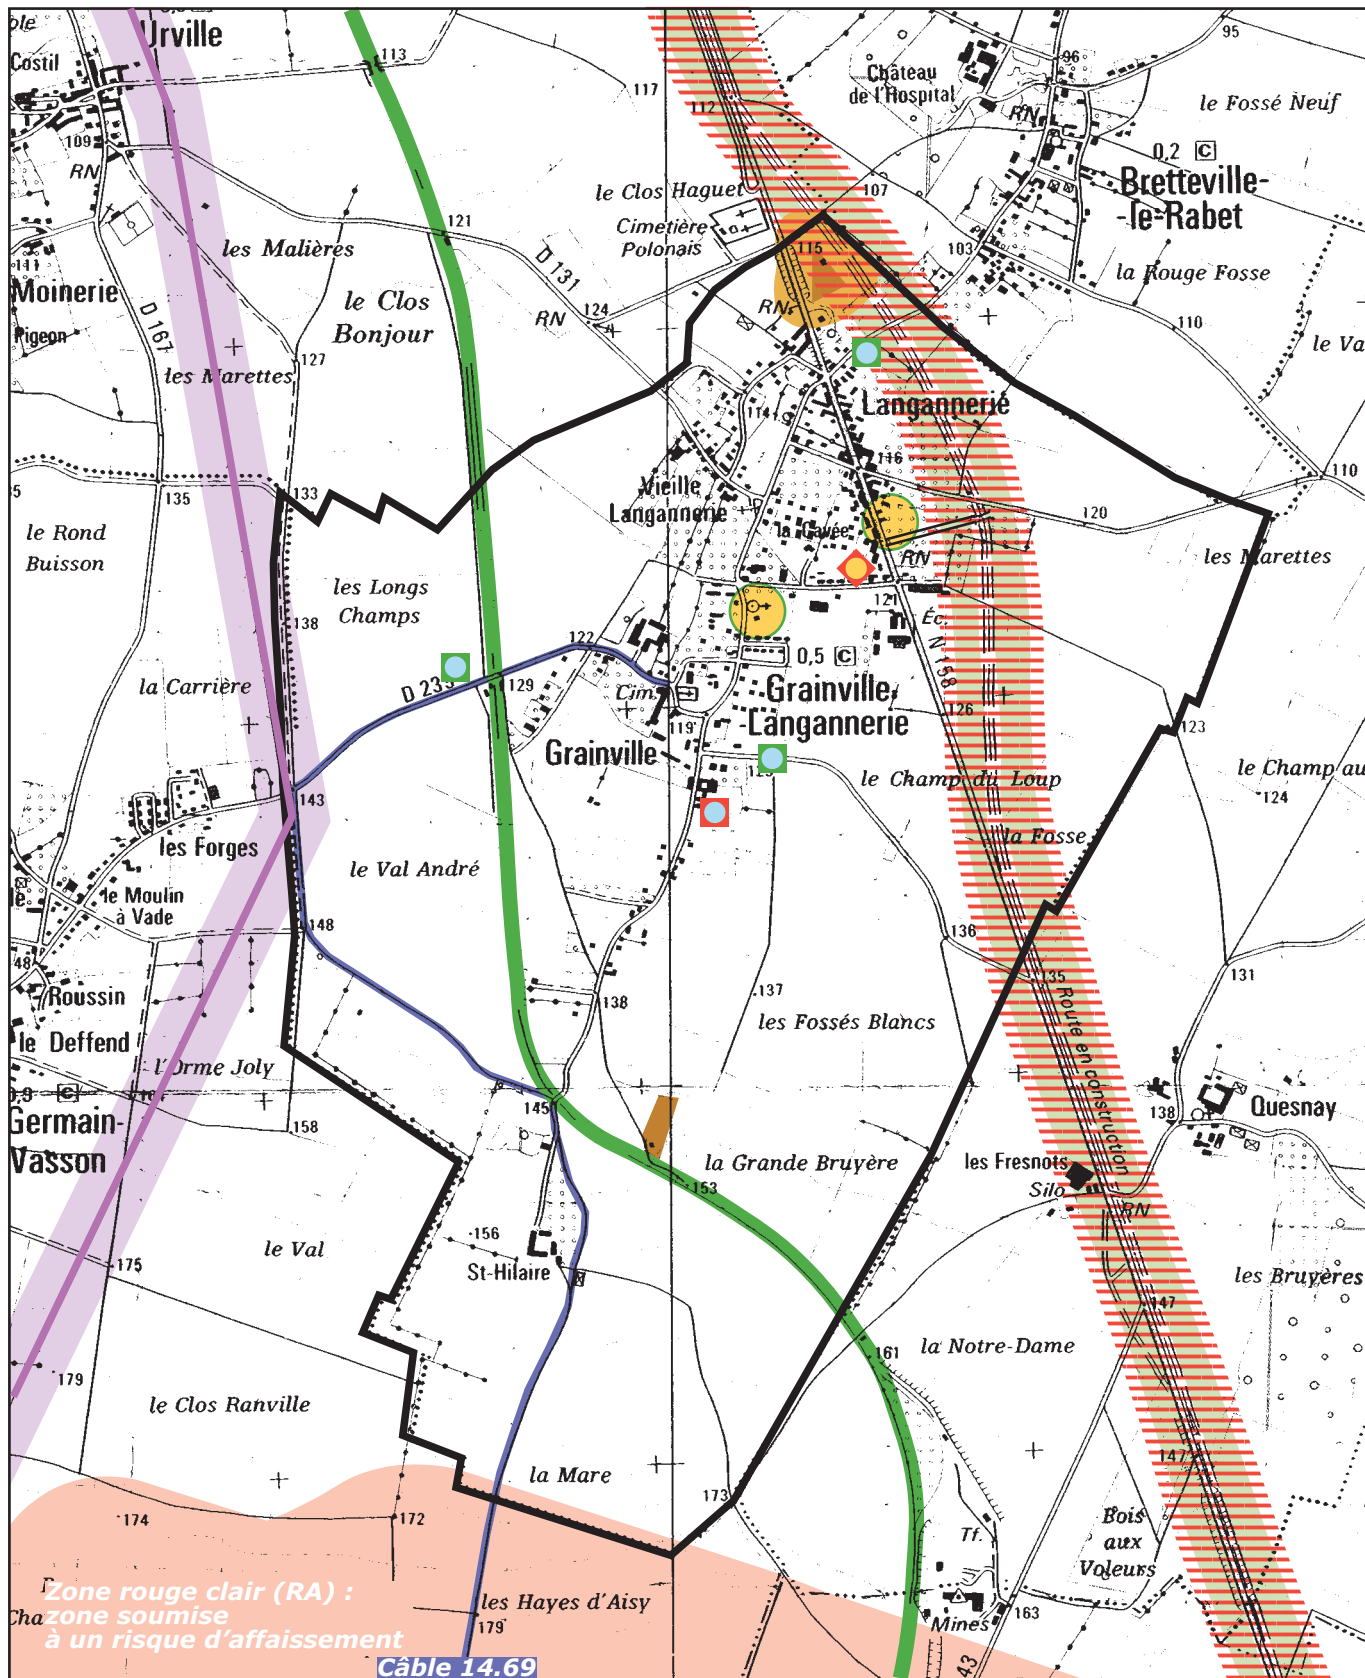 Urville
Costil
113
117
112
Château
de l'Hospital
96
95
le Fossé Neuf
RN
109
RN
0,2 C
Bretteville-
-le-Rabet
107
le Clos Haguet
Cimetière
Polonais
121
les Malières
D 131
115
103
la Rouge Fosse
111
Moinerie
Pigeon
D 167
le Clos
Bonjour
124
RN
RN
110
127
les Marettes
le Va
Langannerie
114
116
110
135
133
Vieille
Langannerie
la Cavée
120
le Rond
Buisson
les Marettes
les Longs
Champs
RN
121
138
122
Éc.
N 158
0,5 C
la Carrière
D 23
129
Cim.
Grainville-
-Langannerie
126
119
123
Grainville
le Champ du Loup
le Champ au
124
143
les Forges
la Fosse
le Val André
le Moulin
à Vade
148
136
48
131
135
Roussin
138
137
les Fossés Blancs
Route en construction
le Deffend
l'Orme Joly
C
145
138
Quesnay
Germain-
Vasson
158
la Grande Bruyère
les Fresnots
Silo
153
RN
le Val
156
175
St-Hilaire
les Bruyères
147
161
la Notre-Dame
179
le Clos Ranville
147
la Mare
173
174
172
Bois
aux
Voleurs
Tf.
Zone rouge clair (RA) :
zone soumise
Cha
à un risque d'affaissement
les Hayes d'Aisy
179
Mines
163
43
Câble 14.69